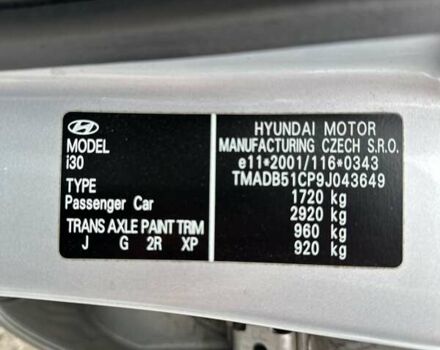 MODEL
i30
TYPE
Passenger Car
TRANS AXLE PAINT TRIM
J G 2R XP
HYUNDAI MOTOR
MANUFACTURING CZECH S.R.O.
e11*2001/116*0343
TMADB51CP9J043649
1720 kg
2920 kg
960 kg
920 kg